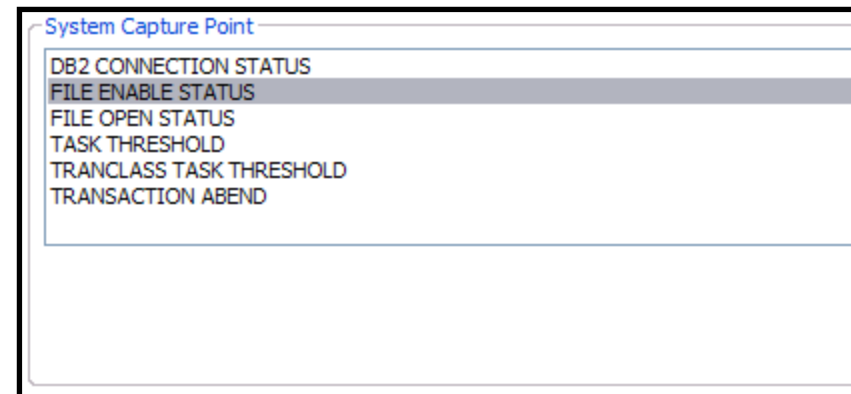 System Capture Point
DB2 CONNECTION STATUS
FILE ENABLE STATUS
FILE OPEN STATUS
TASK THRESHOLD
TRANCLASS TASK THRESHOLD
TRANSACTION ABEND